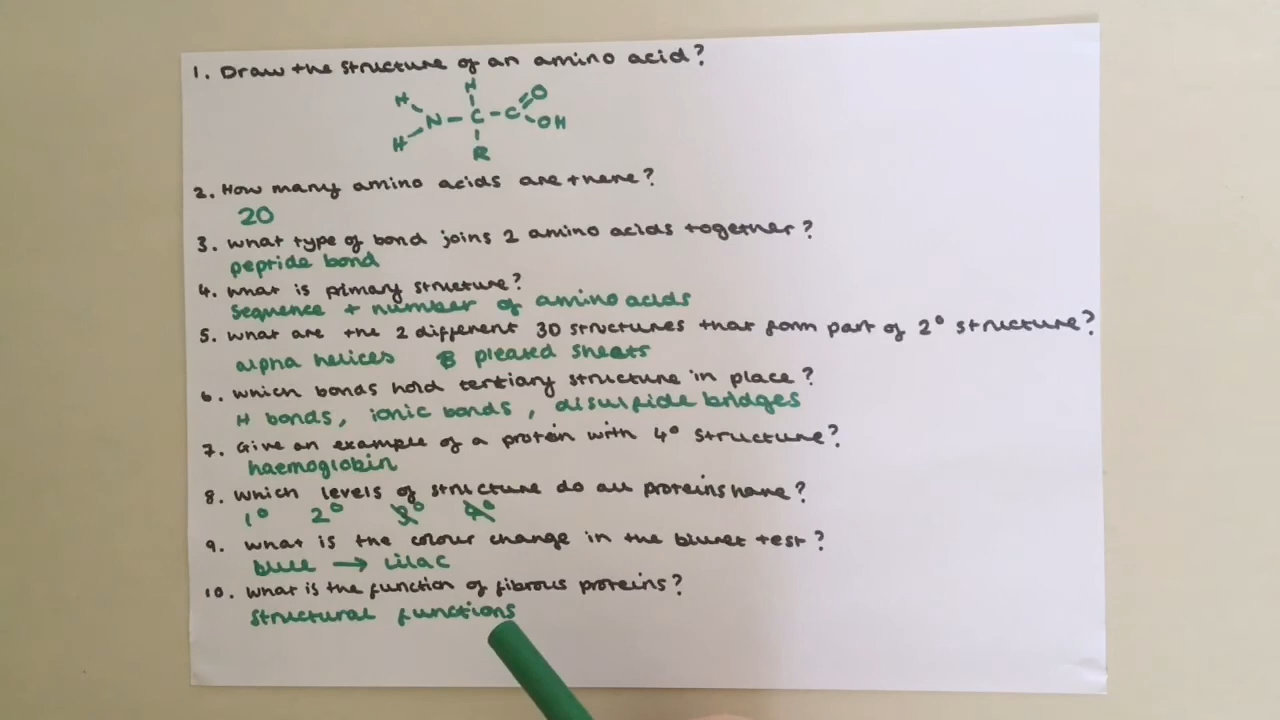 1. Draw the structure of an amino acid?
H H O
N - C - C
H R OH
2. How many amino acids are there?
20
3. what type of bond joins 2 amino acids together?
peptide bond
4. what is primary structure?
sequence + number of amino acids
5. what are the 2 different 3D structures that form part of 2° structure?
alpha helices B pleated sheets
6. which bonds hold tertiary structure in place?
H bonds, ionic bonds, disulfide bridges
7. Give an example of a protein with 4° structure?
haemoglobin
8. which levels of structure do all proteins have?
1° 2° 3° 4°
9. what is the colour change in the biuret test?
blue → lilac
10. what is the function of fibrous proteins?
structural functions